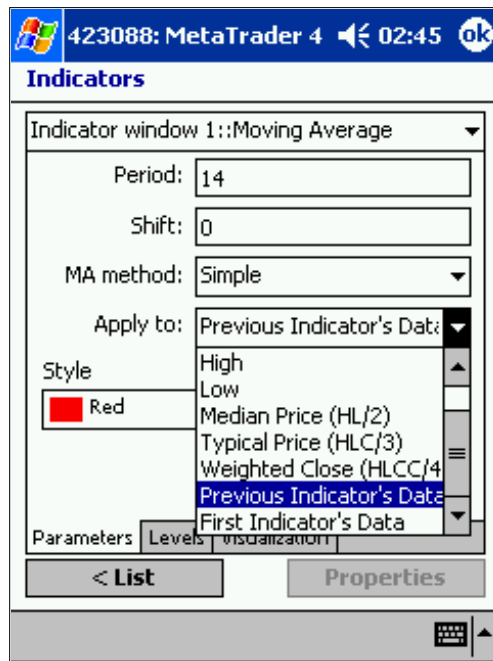 423088: MetaTrader 4 02:45 ok
Indicators
Indicator window 1::Moving Average
Period: 14
Shift: 0
MA method: Simple
Apply to: Previous Indicator's Data
High
Style
Low
Red
Median Price (HL/2)
Typical Price (HLC/3)
Weighted Close (HLCC/4
Previous Indicator's Data
First Indicator's Data
Parameters Levels Visualization
< List Properties